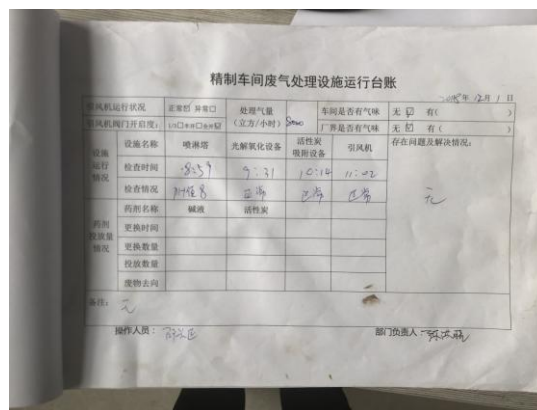 精制车间废气处理设施运行台账
年 12月 1日
引风机运行状况 正常☑ 异常□ 处理气量（立方/小时） 车间是否有气味 无☑ 有（ ）
引风机阀门开启度： 1/3□ 全开☑ 厂界是否有气味 无☑ 有（ ）
设施运行情况 设施名称 喷淋塔 光解氧化设备 活性炭吸附设备 引风机 存在问题及解决情况：
检查时间 9:31 10:14 11:02 无
检查情况 正常 正常 正常
药剂投放量情况 药剂名称 碱液 活性炭
更换时间
更换数量
投放数量
废物去向
备注： 无
操作人员： 部门负责人：